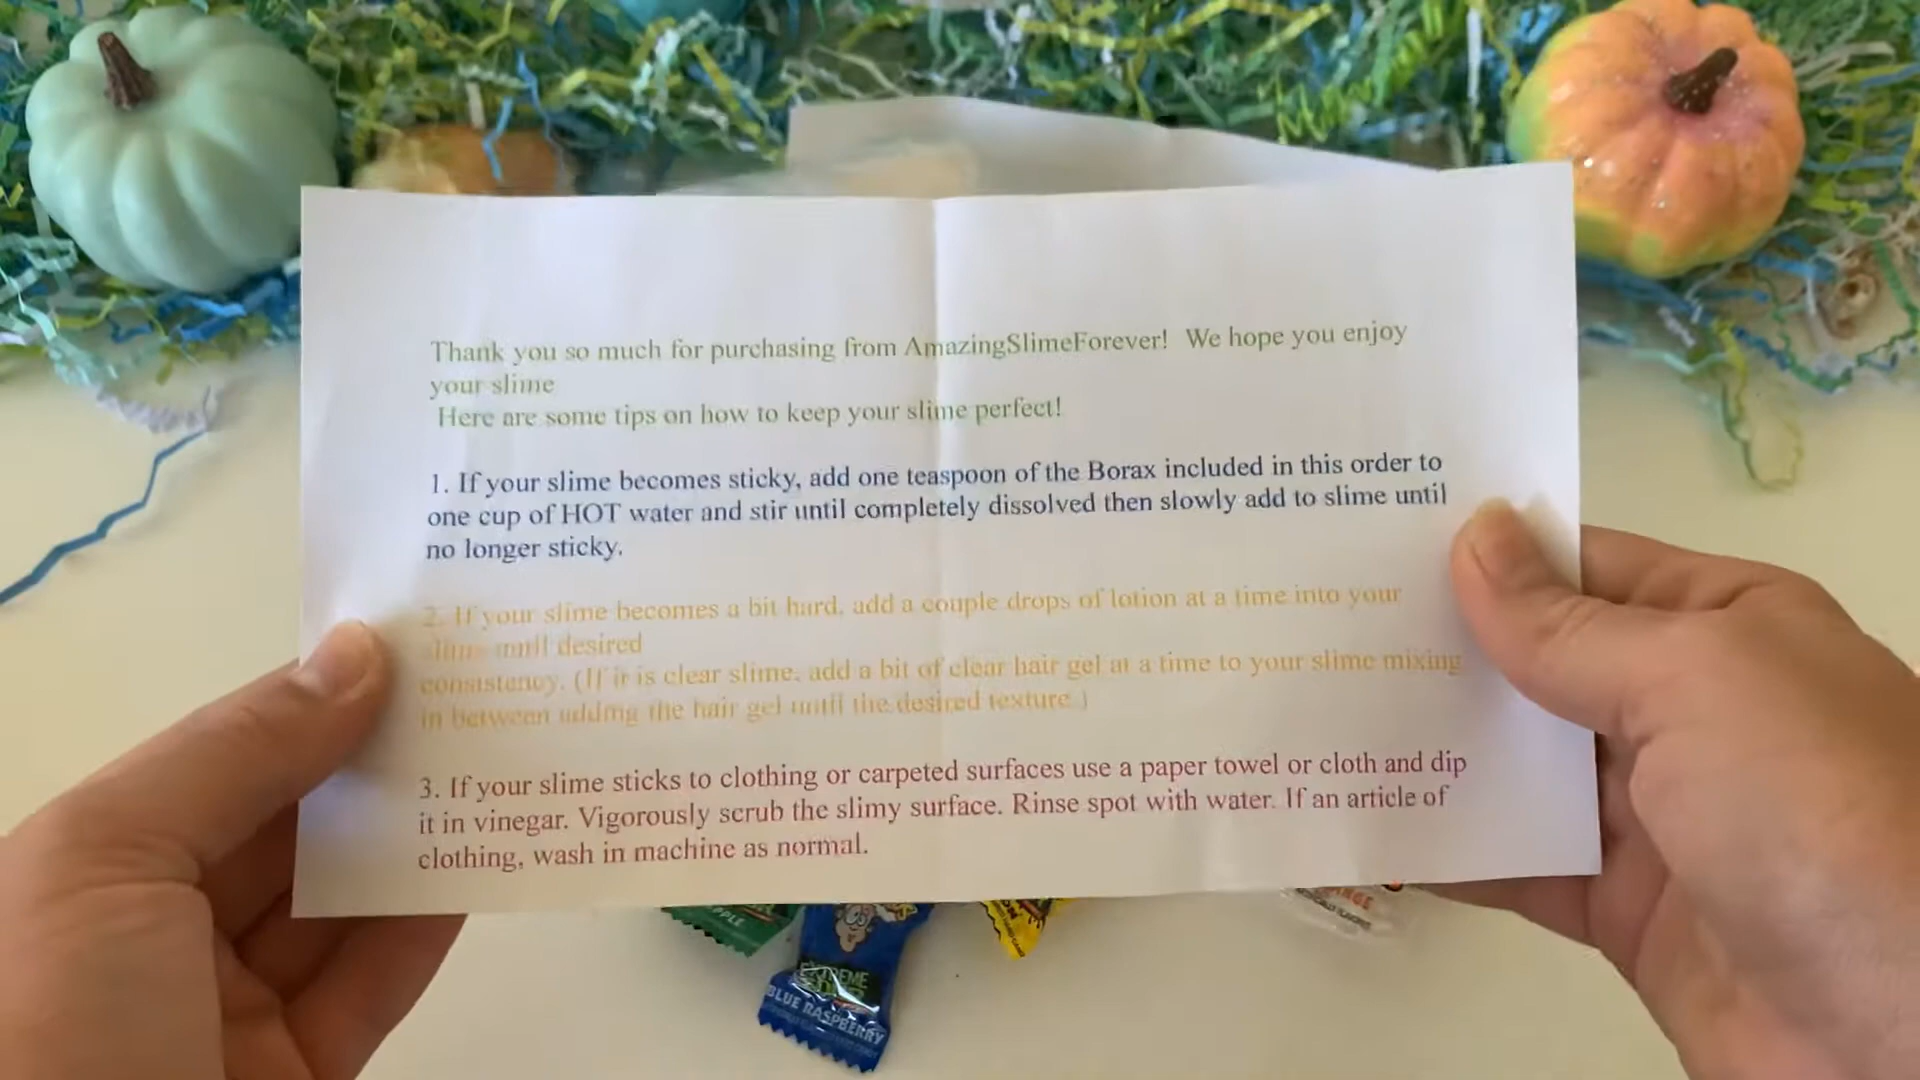 Thank you so much for purchasing from AmazingSlimeForever! We hope you enjoy
your slime
Here are some tips on how to keep your slime perfect!
1. If your slime becomes sticky, add one teaspoon of the Borax included in this order to
one cup of HOT water and stir until completely dissolved then slowly add to slime until
no longer sticky.
2. If your slime becomes a bit hard, add a couple drops of lotion at a time into your
slime until desired
consistency. (If it is clear slime, add a bit of clear hair gel at a time to your slime mixing
in between adding the hair gel until the desired texture.)
3. If your slime sticks to clothing or carpeted surfaces use a paper towel or cloth and dip
it in vinegar. Vigorously scrub the slimy surface. Rinse spot with water. If an article of
clothing, wash in machine as normal.
EXTREME
BLUE RASPBERRY